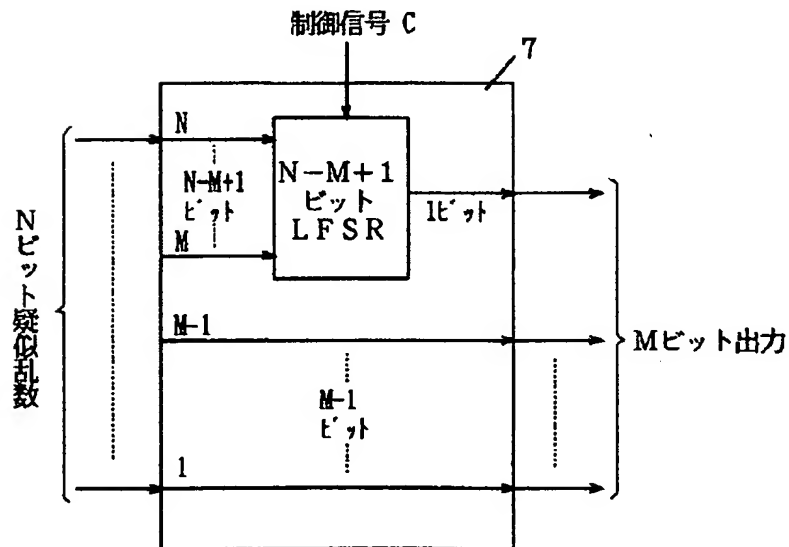 制御信号 C
7
N
N-M+1
ビット
M
N−M+1
ビット
LFSR
1ビット
Nビット疑似乱数
M-1
M-1
ビット
1
Mビット出力